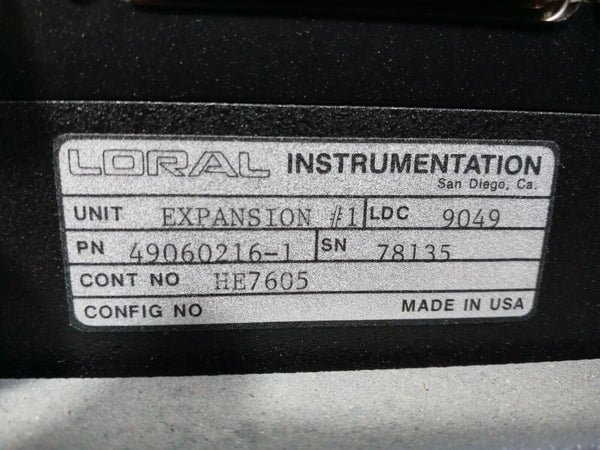 LORAL INSTRUMENTATION
San Diego, Ca.
UNIT EXPANSION #1 LDC 9049
PN 49060216-1 SN 78135
CONT NO HE7605
CONFIG NO MADE IN USA